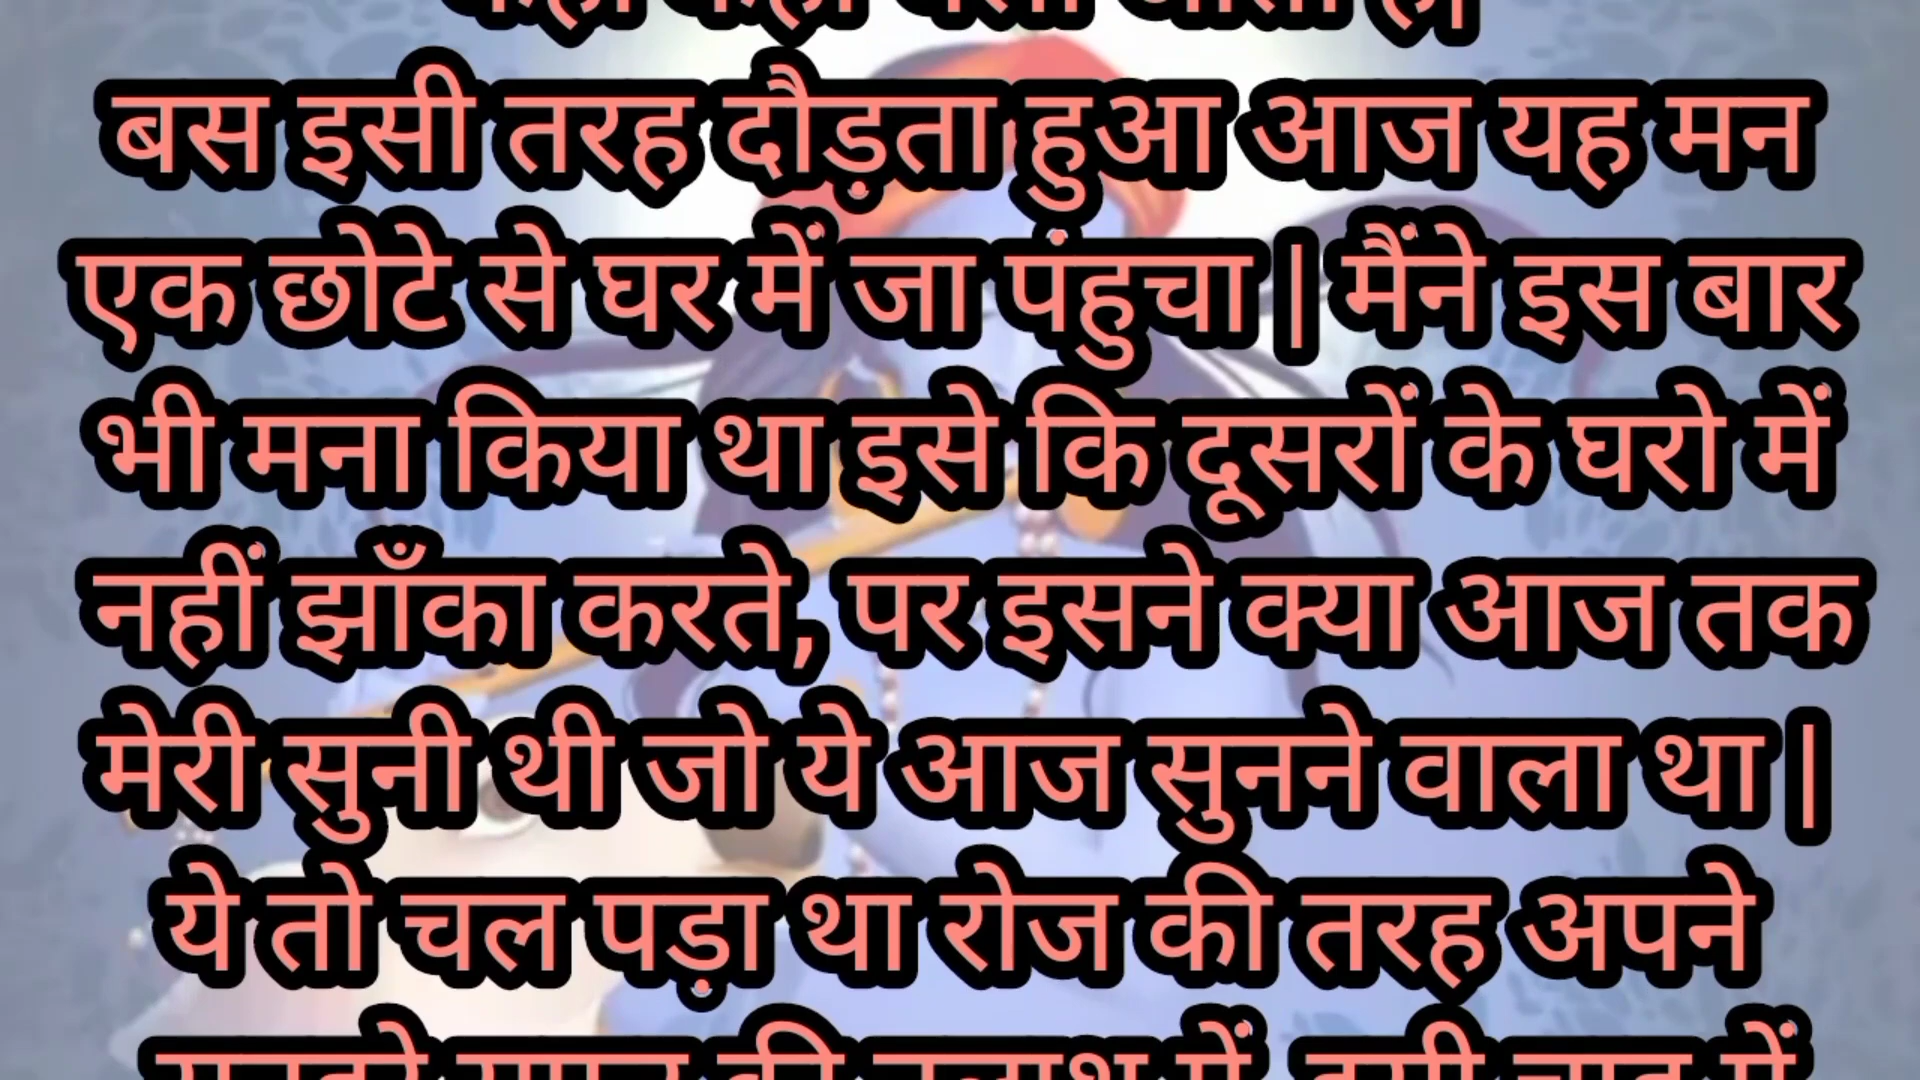 बस इसी तरह दौड़ता हुआ आज यह मन
एक छोटे से घर में जा पंहुचा | मैंने इस बार
भी मना किया था इसे कि दूसरों के घरो में
नहीं झाँका करते, पर इसने क्या आज तक
मेरी सुनी थी जो ये आज सुनने वाला था |
ये तो चल पड़ा था रोज की तरह अपने